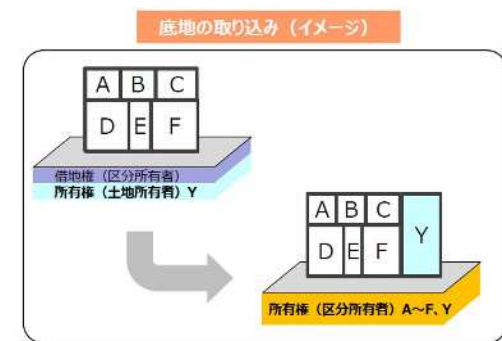 底地の取り込み（イメージ）
A B C
D E F
借地権（区分所有者）
所有権（土地所有者）Y
A B C
Y
D E F
所有権（区分所有者）A～F、Y